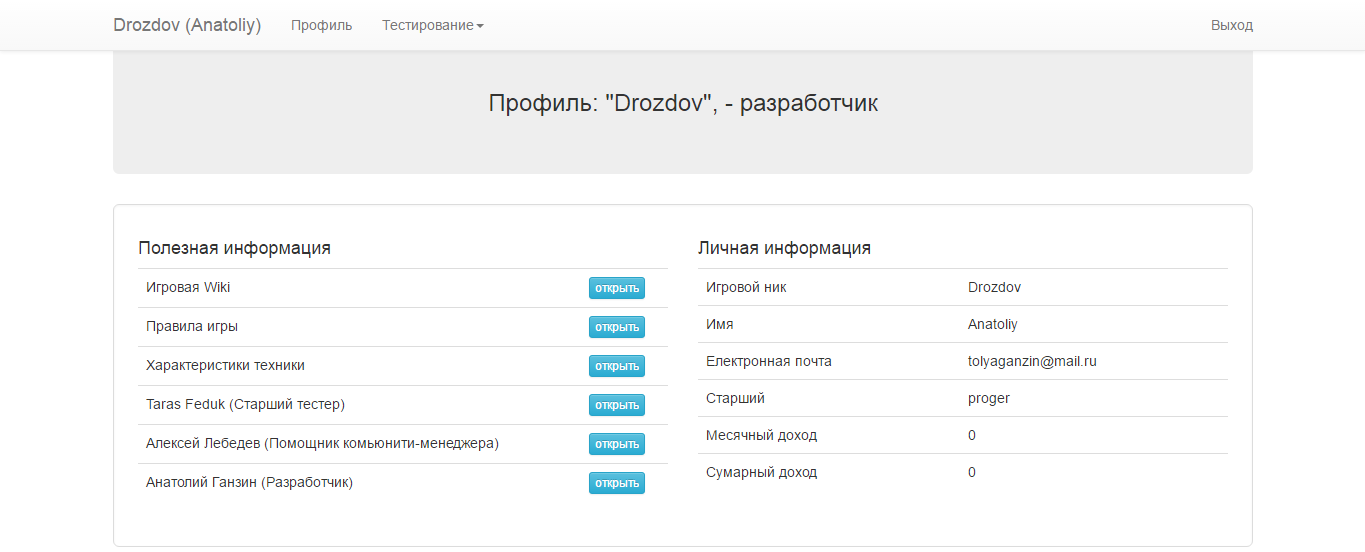 Drozdov (Anatoliy) Профиль Тестирование Выход
Профиль: "Drozdov", - разработчик
Полезная информация
Игровая Wiki открыть
Правила игры открыть
Характеристики техники открыть
Taras Feduk (Старший тестер) открыть
Алексей Лебедев (Помощник комьюнити-менеджера) открыть
Анатолий Ганзин (Разработчик) открыть
Личная информация
Игровой ник Drozdov
Имя Anatoliy
Електронная почта tolyaganzin@mail.ru
Старший proger
Месячный доход 0
Сумарный доход 0